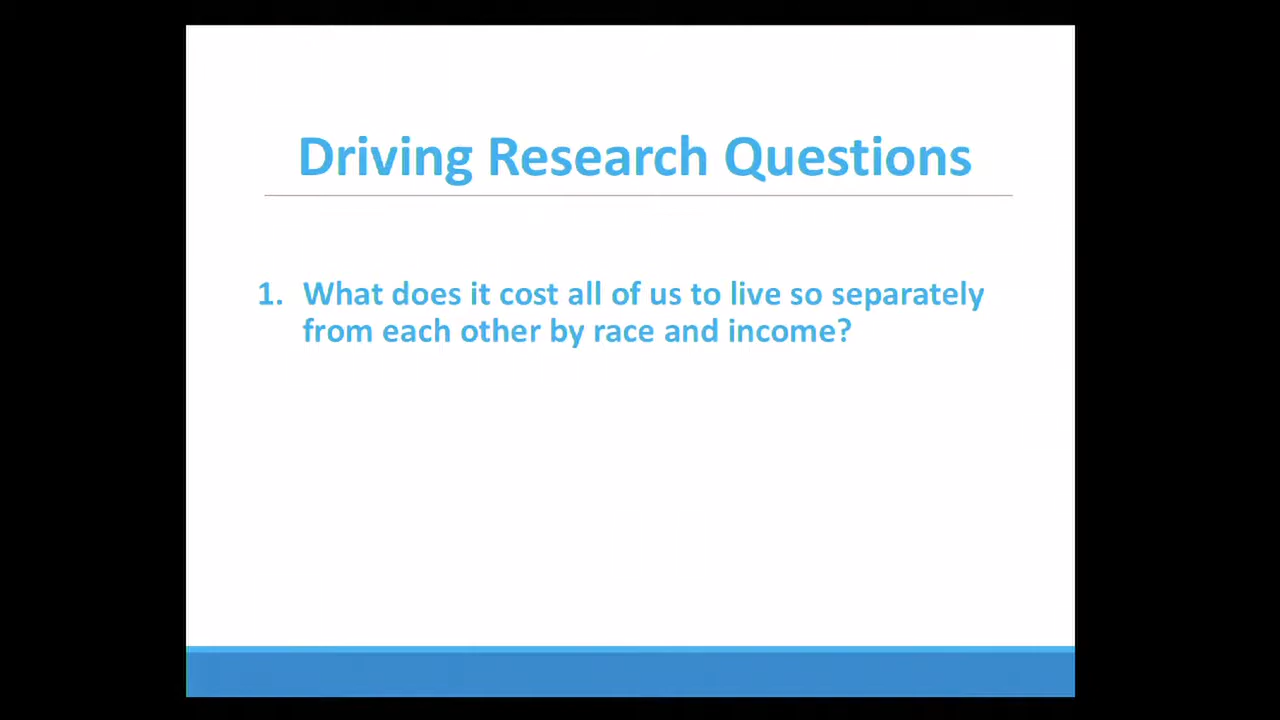 Driving Research Questions
1. What does it cost all of us to live so separately
from each other by race and income?